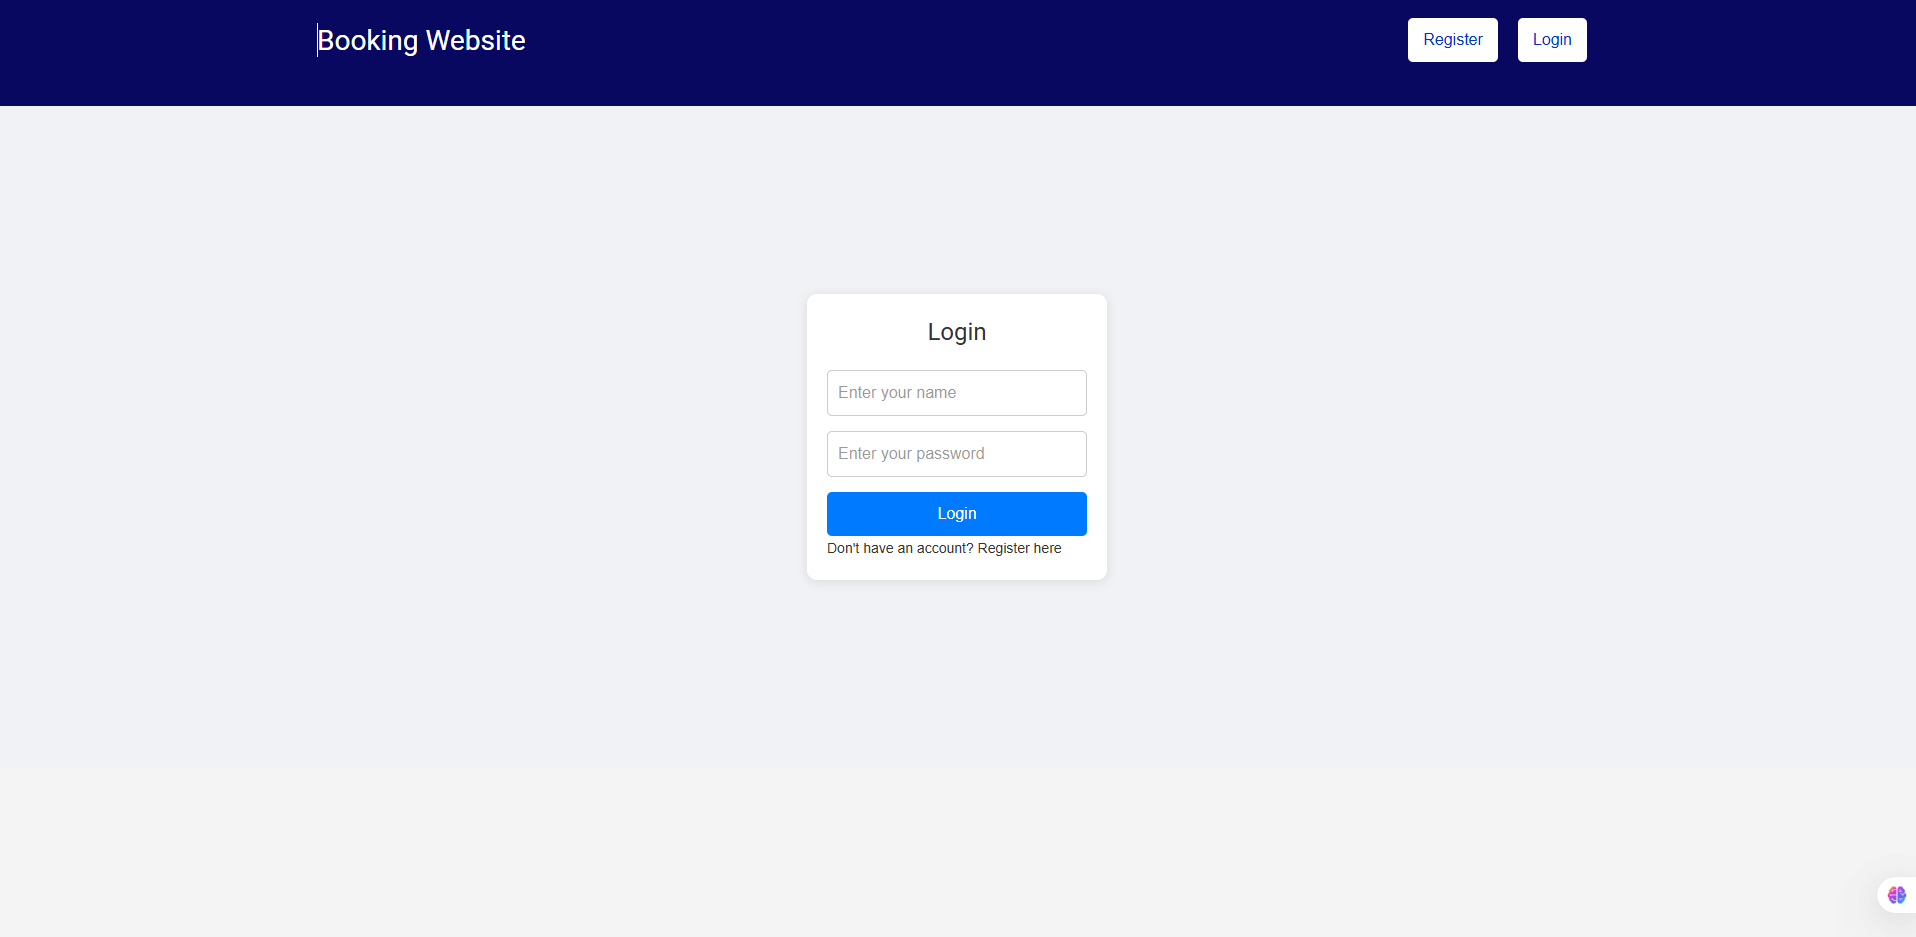 Booking Website
Register
Login
Login
Enter your name
Enter your password
Login
Don't have an account? Register here